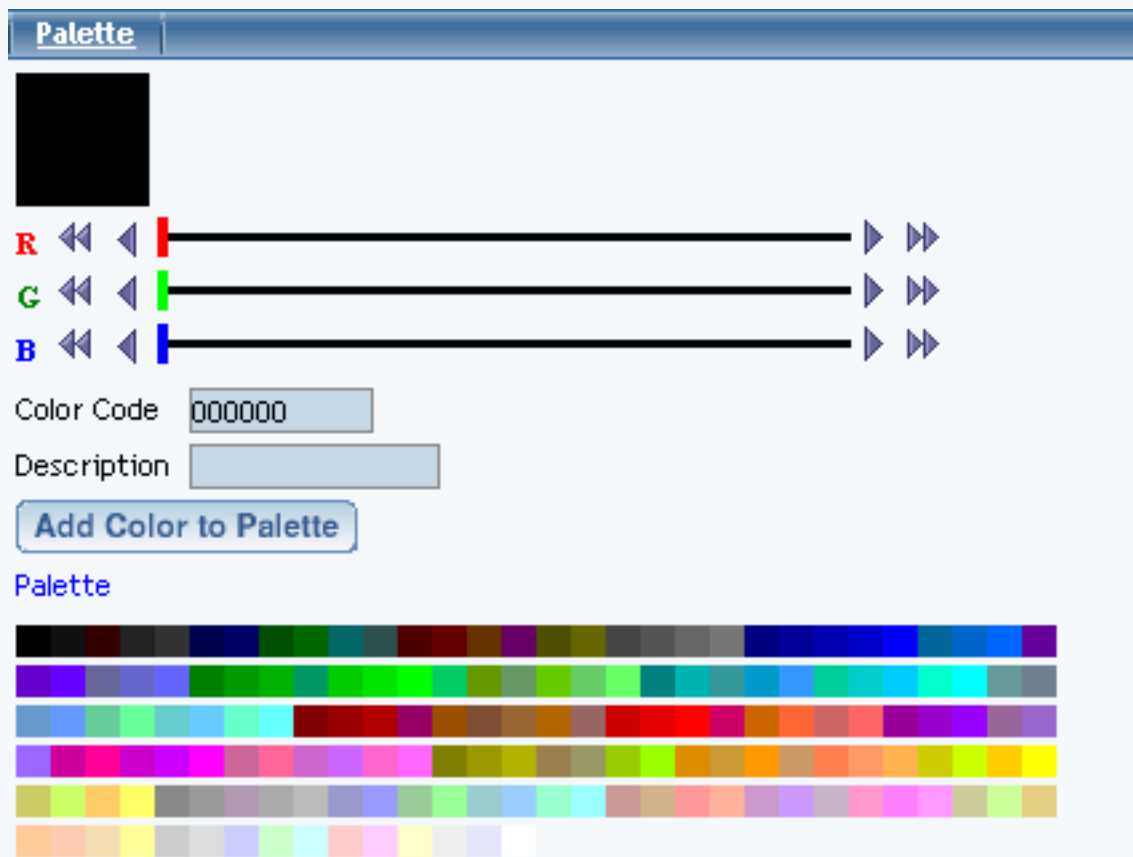 Palette
R
G
B
Color Code 000000
Description
Add Color to Palette
Palette